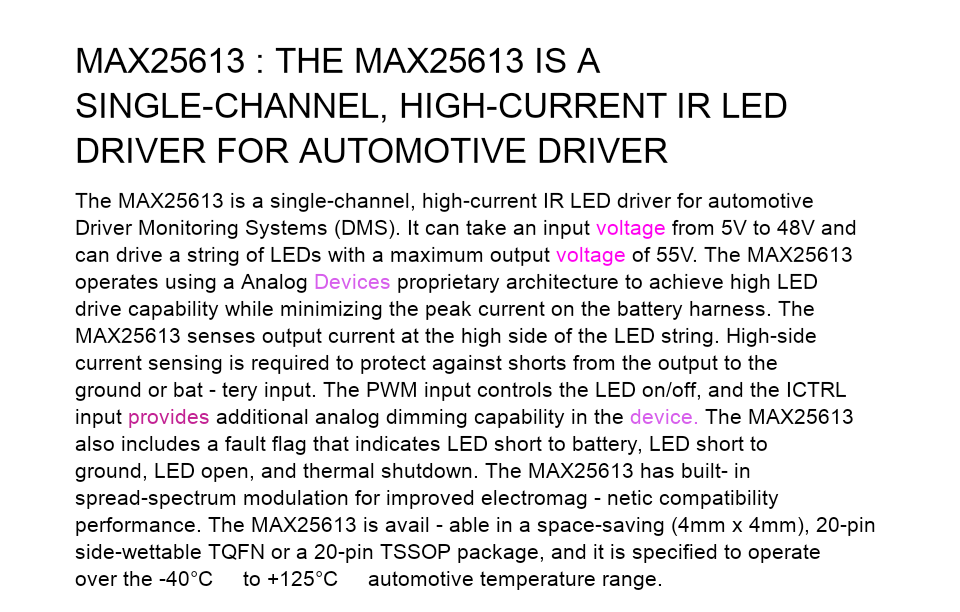 MAX25613 : THE MAX25613 IS A
SINGLE-CHANNEL, HIGH-CURRENT IR LED
DRIVER FOR AUTOMOTIVE DRIVER
The MAX25613 is a single-channel, high-current IR LED driver for automotive
Driver Monitoring Systems (DMS). It can take an input voltage from 5V to 48V and
can drive a string of LEDs with a maximum output voltage of 55V. The MAX25613
operates using a Analog Devices proprietary architecture to achieve high LED
drive capability while minimizing the peak current on the battery harness. The
MAX25613 senses output current at the high side of the LED string. High-side
current sensing is required to protect against shorts from the output to the
ground or bat - tery input. The PWM input controls the LED on/off, and the ICTRL
input provides additional analog dimming capability in the device. The MAX25613
also includes a fault flag that indicates LED short to battery, LED short to
ground, LED open, and thermal shutdown. The MAX25613 has built- in
spread-spectrum modulation for improved electromag - netic compatibility
performance. The MAX25613 is avail - able in a space-saving (4mm x 4mm), 20-pin
side-wettable TQFN or a 20-pin TSSOP package, and it is specified to operate
over the -40°C to +125°C automotive temperature range.